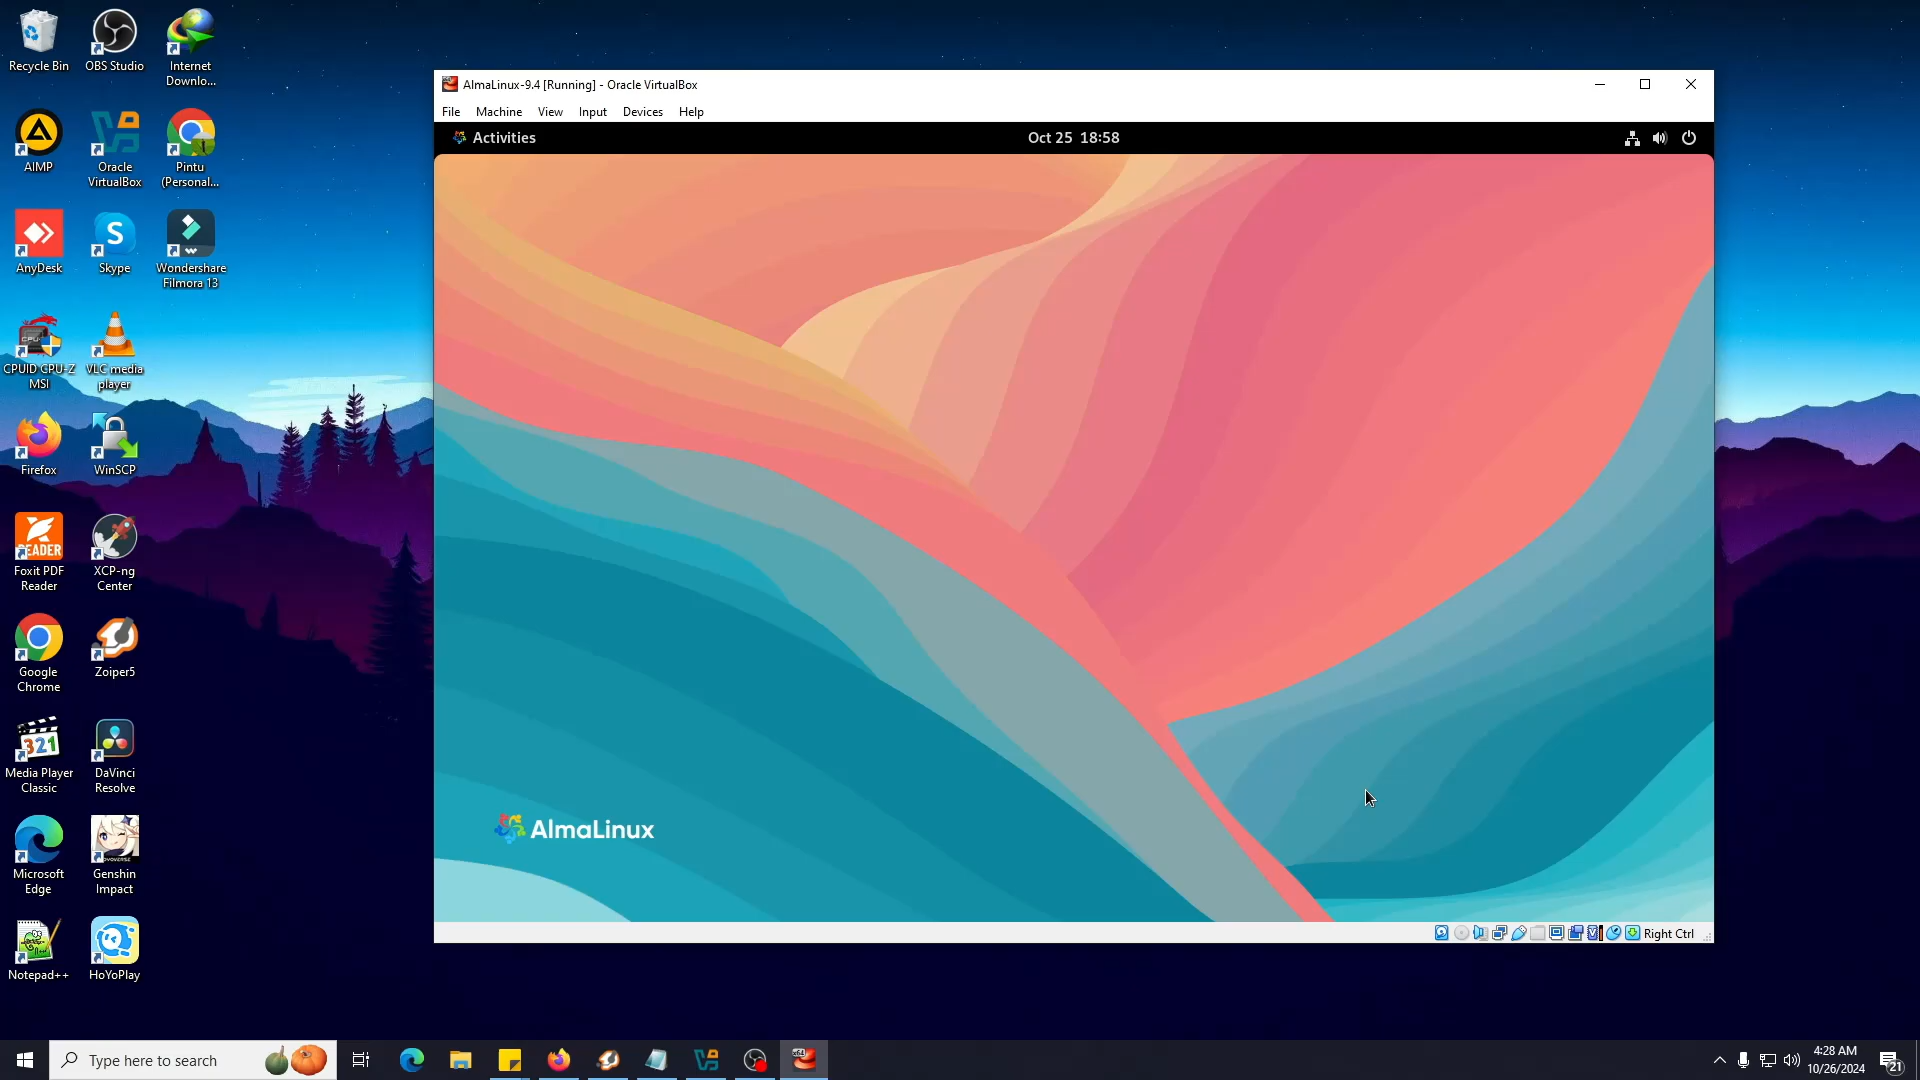 Recycle Bin
OBS Studio
Internet
Downlo...
AIMP
Oracle
VirtualBox
Pintu
(Personal...
AnyDesk
Skype
Wondershare
Filmora 13
CPUID CPU-Z
MSI
VLC media
player
Firefox
WinSCP
READER
Foxit PDF
Reader
XCP-ng
Center
Google
Chrome
Zoiper5
321
Media Player
Classic
DaVinci
Resolve
Microsoft
Edge
Genshin
Impact
Notepad++
HoYoPlay
AlmaLinux-9.4 [Running] - Oracle VirtualBox
File Machine View Input Devices Help
Activities
Oct 25 18:58
AlmaLinux
Right Ctrl
Type here to search
4:28 AM
10/26/2024
21